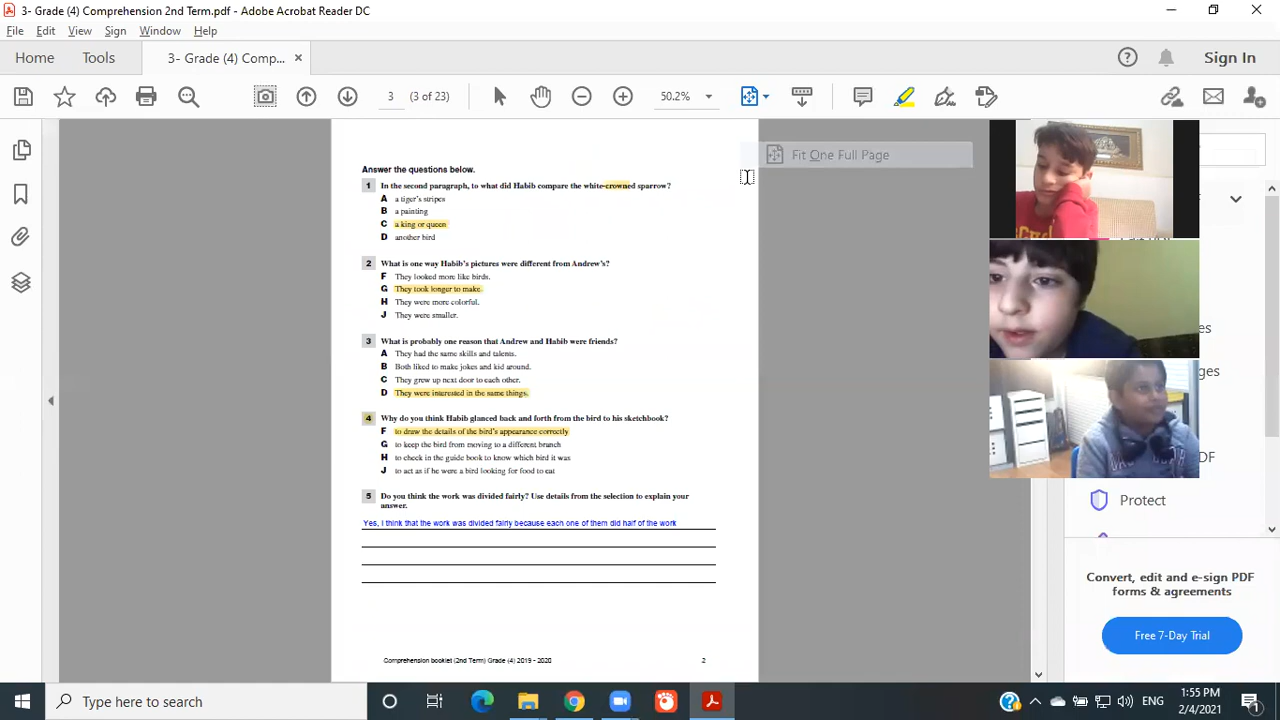 3- Grade (4) Comprehension 2nd Term.pdf - Adobe Acrobat Reader DC
File Edit View Sign Window Help
Home Tools 3- Grade (4) Comp... Sign In
3 (3 of 23) 50.2%
Fit One Full Page
Answer the questions below.
1 In the second paragraph, to what did Habib compare the white-crowned sparrow?
A a tiger's stripes
B a painting
C a king or queen
D another bird
2 What is one way Habib's pictures were different from Andrew's?
F They looked more like birds.
G They took longer to make.
H They were more colorful.
J They were smaller.
3 What is probably one reason that Andrew and Habib were friends?
A They had the same skills and talents.
B Both liked to make jokes and kid around.
C They grew up next door to each other.
D They were interested in the same things.
4 Why do you think Habib glanced back and forth from the bird to his sketchbook?
F to draw the details of the bird's appearance correctly
G to keep the bird from moving to a different branch
H to check in the guide book to know which bird it was
J to act as if he were a bird looking for food to eat
5 Do you think the work was divided fairly? Use details from the selection to explain your
answer.
Yes, I think that the work was divided fairly because each one of them did half of the work
Comprehension booklet (2nd Term) Grade (4) 2019 - 2020 2
Protect
Convert, edit and e-sign PDF
forms & agreements
Free 7-Day Trial
Type here to search
ENG
1:55 PM
2/4/2021